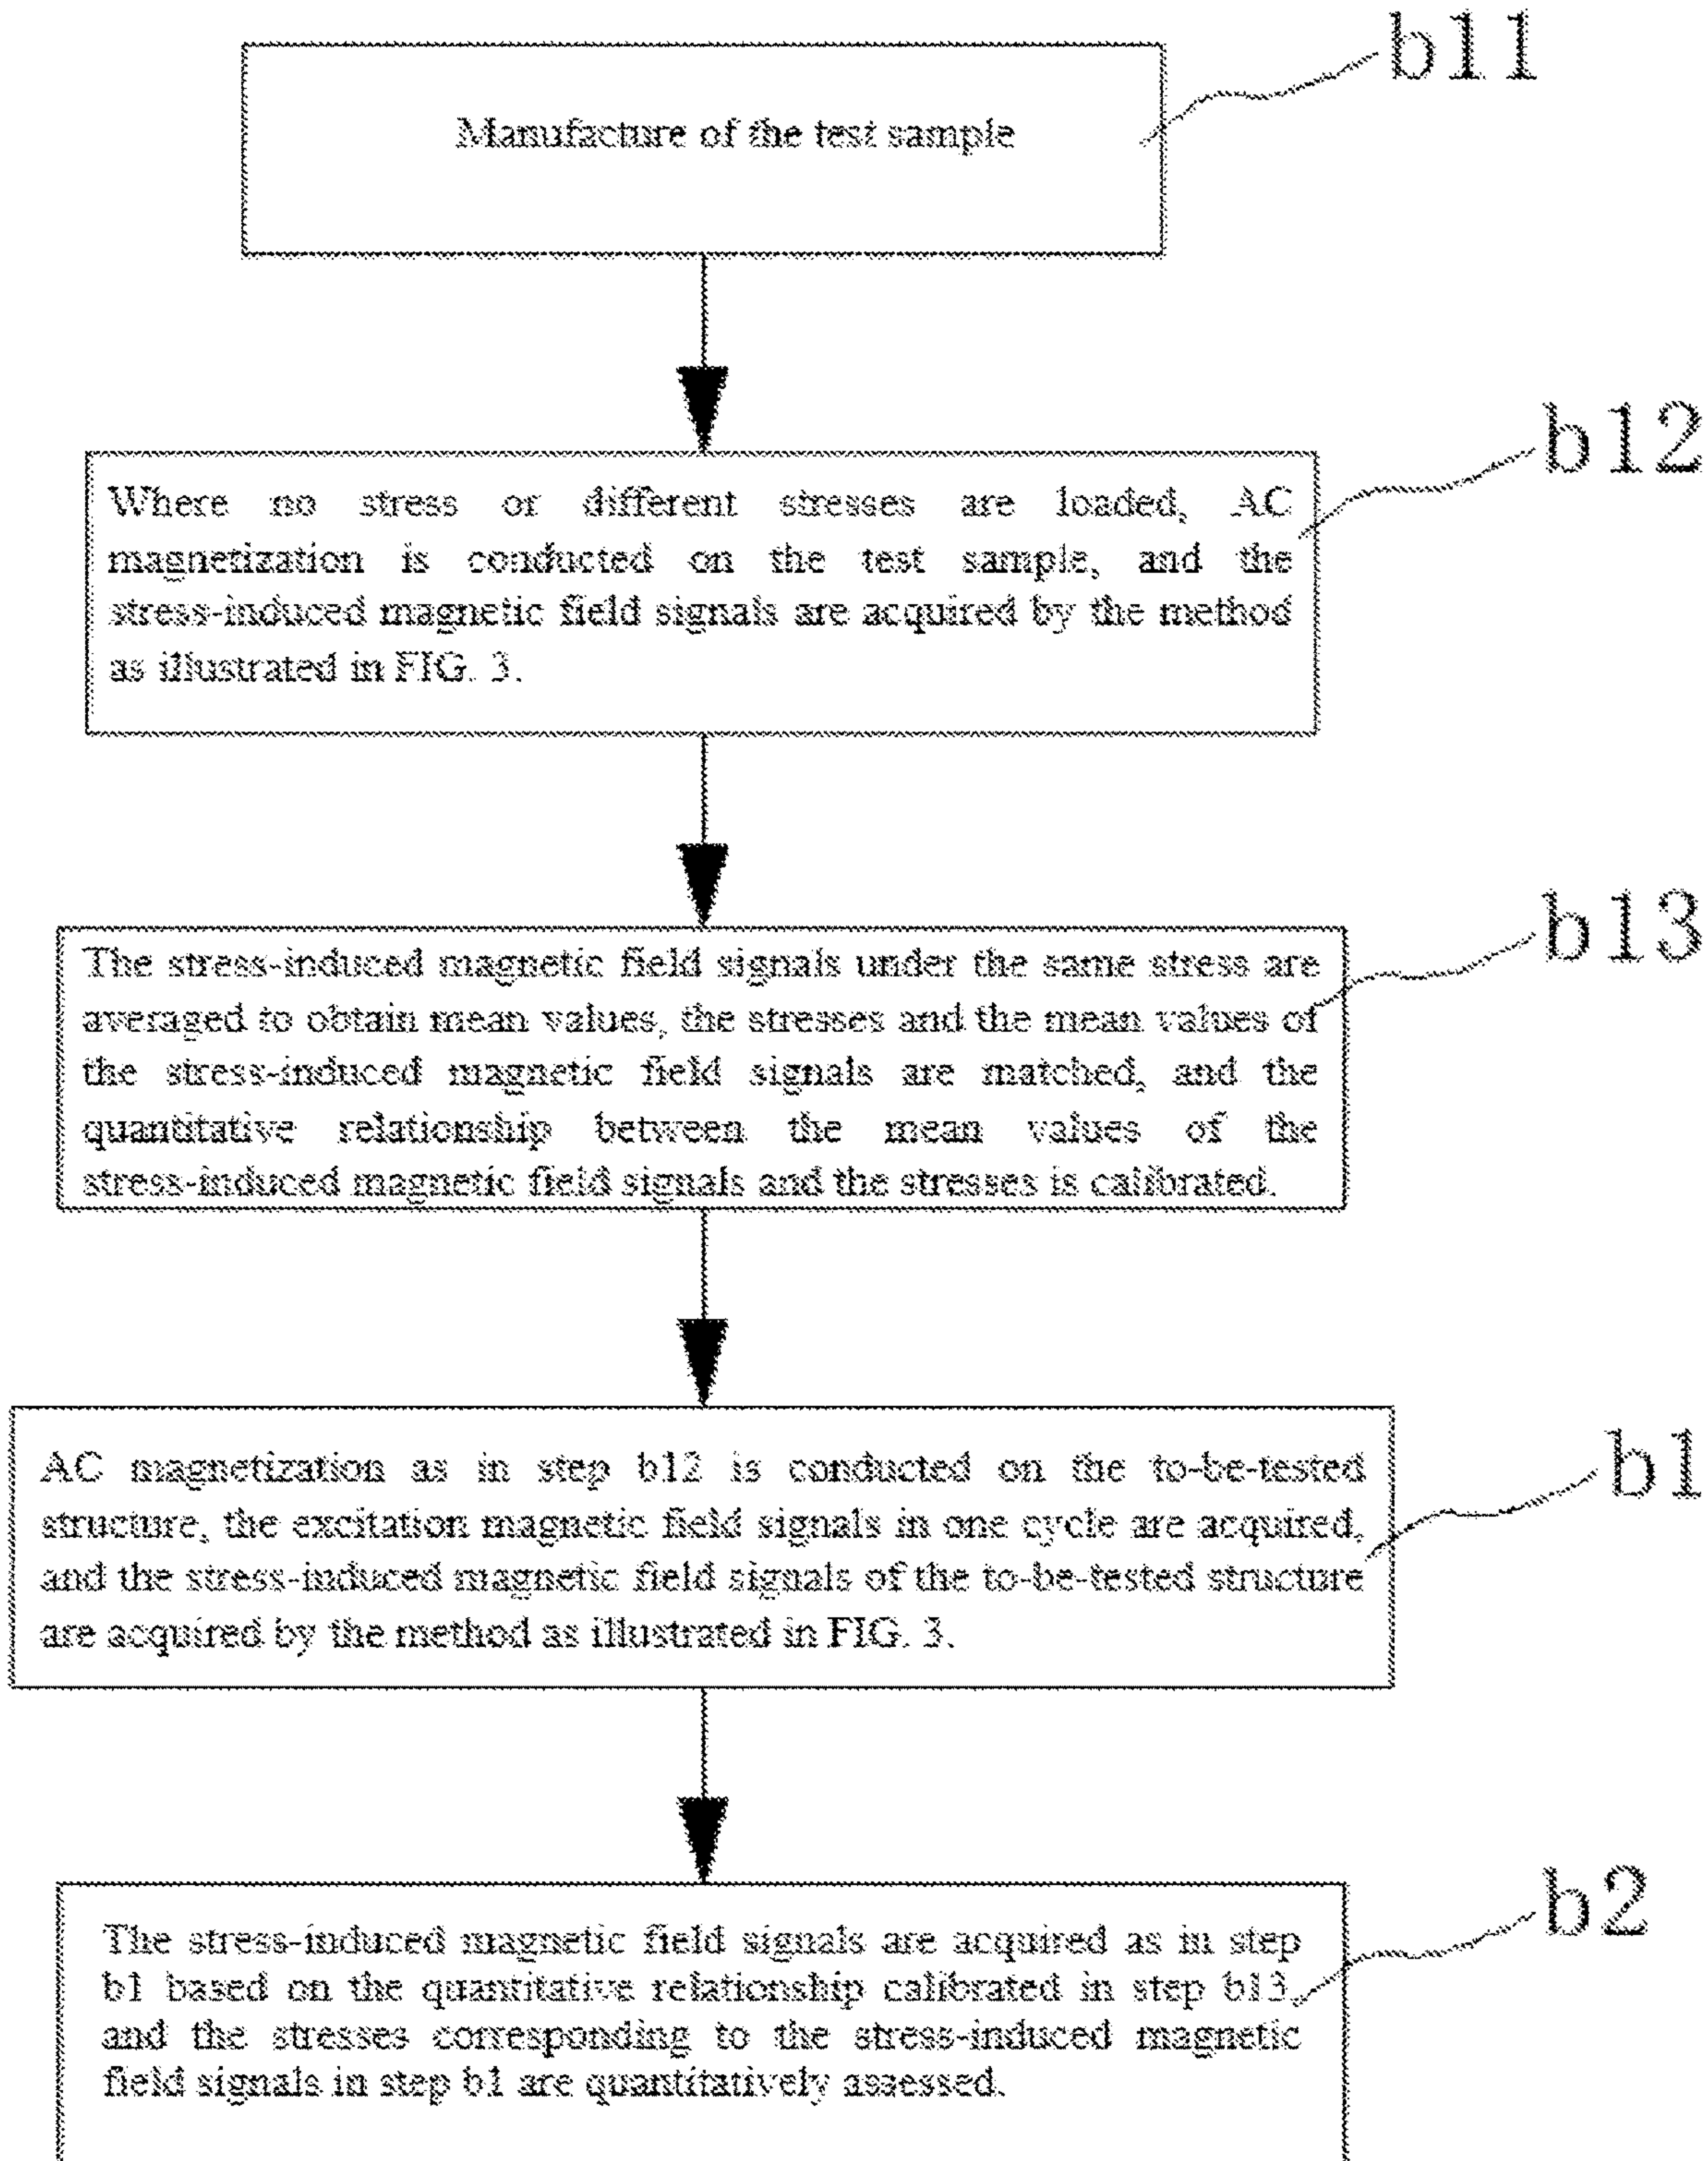 b11
Manufacture of the test sample
b12
Where no stress or different stresses are loaded, AC
magnetization is conducted on the test sample, and the
stress-induced magnetic field signals are acquired by the method
as illustrated in FIG. 3.
b13
The stress-induced magnetic field signals under the same stress are
averaged to obtain mean values, the stresses and the mean values of
the stress-induced magnetic field signals are matched, and the
quantitative relationship between the mean values of the
stress-induced magnetic field signals and the stresses is calibrated.
b1
AC magnetization as in step b12 is conducted on the to-be-tested
structure, the excitation magnetic field signals in one cycle are acquired,
and the stress-induced magnetic field signals of the to-be-tested structure
are acquired by the method as illustrated in FIG. 3.
b2
The stress-induced magnetic field signals are acquired as in step
b1 based on the quantitative relationship calibrated in step b13,
and the stresses corresponding to the stress-induced magnetic
field signals in step b1 are quantitatively assessed.